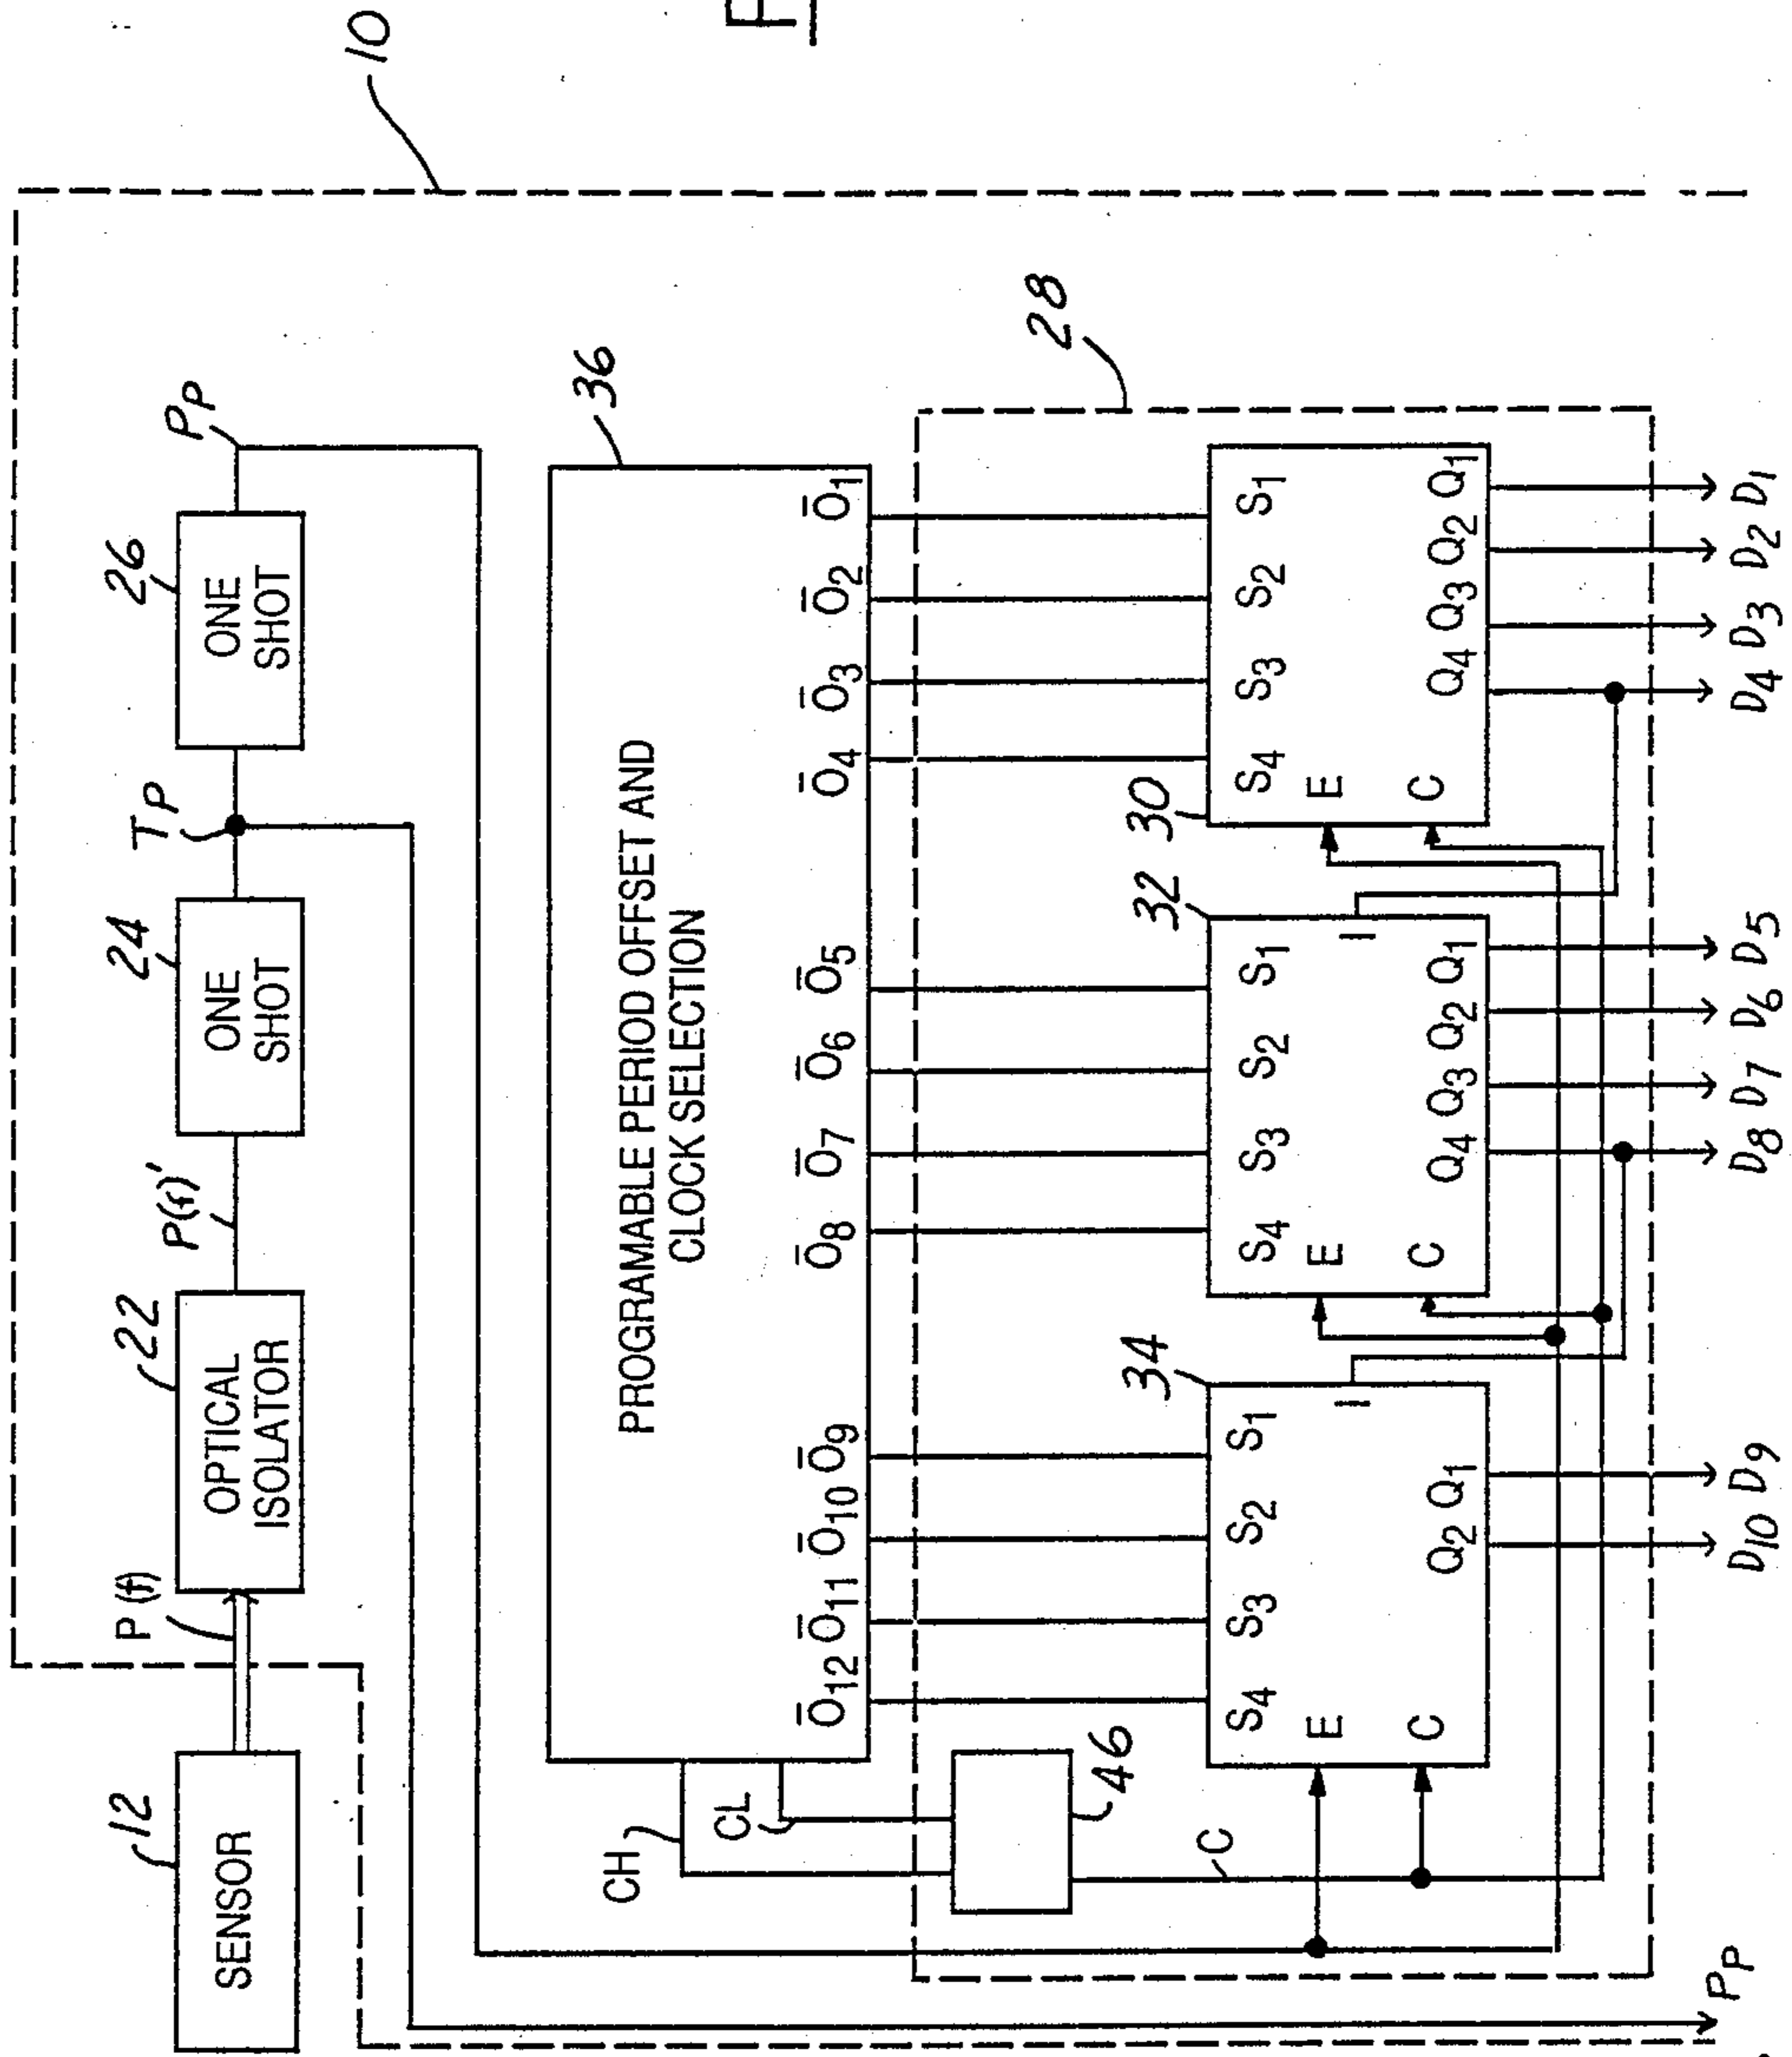 12
22
24
26
P(f)
P(f)'
TP
PP
SENSOR
OPTICAL
ISOLATOR
ONE
SHOT
ONE
SHOT
10
36
PROGRAMABLE PERIOD OFFSET AND
CLOCK SELECTION
CH
CL
Ō12 Ō11 Ō10 Ō9 Ō8 Ō7 Ō6 Ō5 Ō4 Ō3 Ō2 Ō1
28
46
34
32
30
C
S4 S3 S2 S1
S4 S3 S2 S1
S4 S3 S2 S1
E
I
E
I
E
C
C
C
Q2 Q1
Q4 Q3 Q2 Q1
Q4 Q3 Q2 Q1
PP
D10 D9 D8 D7 D6 D5 D4 D3 D2 D1